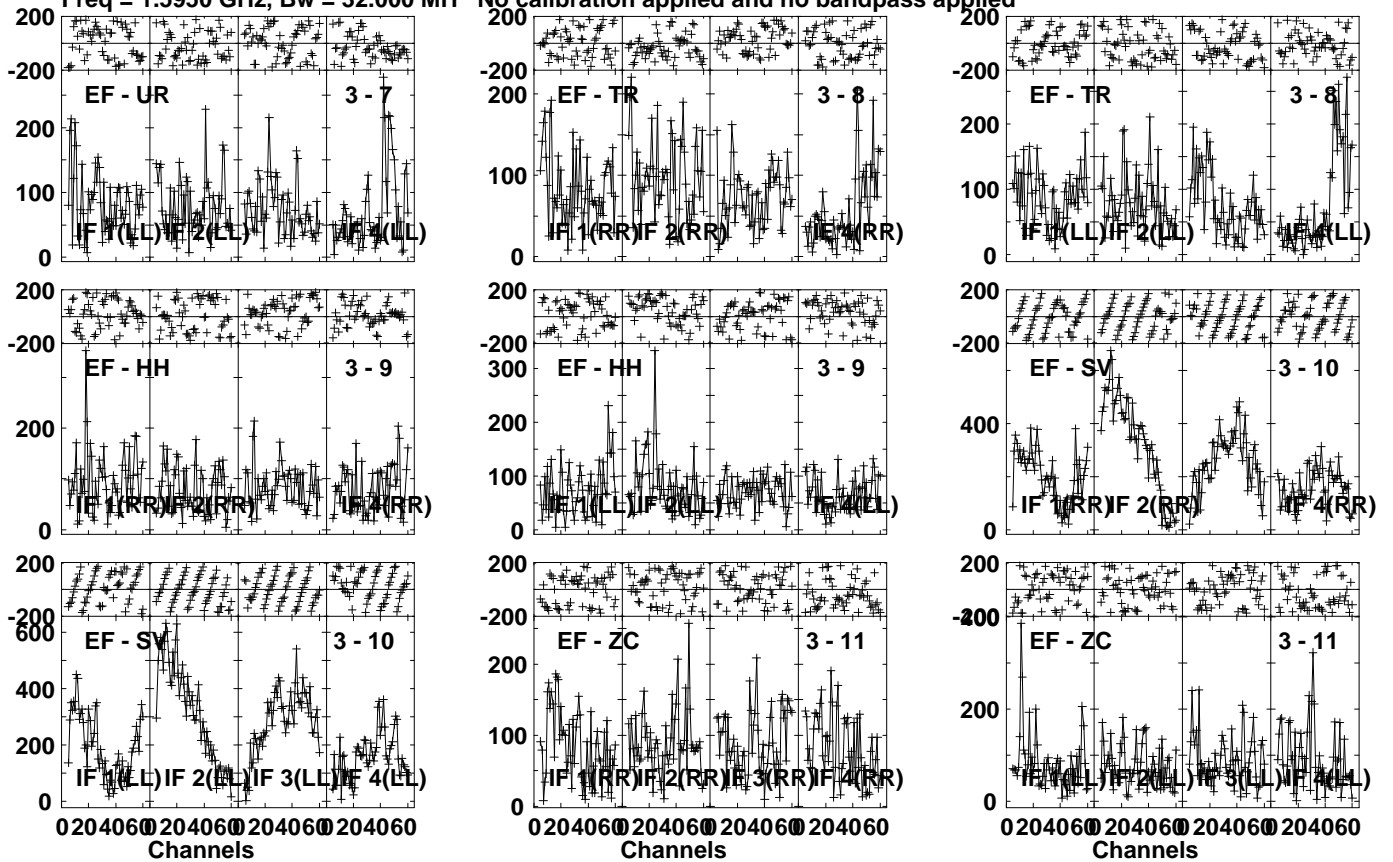 Freq = 1.5950 GHz, Bw = 32.000 MH No calibration applied and no bandpass applied
200 200 200
-200 -200 -200
EF - UR 3 - 7 EF - TR 3 - 8 EF - TR 3 - 8
200 200 200
100 100 100
IF 1(LL) IF 2(LL) IF 4(LL) IF 1(RR) IF 2(RR) IF 4(RR) IF 1(LL) IF 2(LL) IF 4(LL)
0 0 0
200 200 200
-200 -200 -200
EF - HH 3 - 9 EF - HH 3 - 9 EF - SV 3 - 10
300
200 200 400
100
IF 1(RR) IF 2(RR) IF 4(RR) IF 1(LL) IF 2(LL) IF 4(LL) IF 1(RR) IF 2(RR) IF 4(RR)
0 0 0
200 200 200
-200 -200 -200
600 400
EF - SV 3 - 10 EF - ZC 3 - 11 EF - ZC 3 - 11
400 200 200
200 100
IF 1(LL) IF 2(LL) IF 3(LL) IF 4(LL) IF 1(RR) IF 2(RR) IF 3(RR) IF 4(RR) IF 1(LL) IF 2(LL) IF 3(LL) IF 4(LL)
0 0 0
0 20 40 60 0 20 40 60 0 20 40 60 0 20 40 60 0 20 40 60 0 20 40 60 0 20 40 60 0 20 40 60 0 20 40 60 0 20 40 60 0 20 40 60 0 20 40 60
Channels Channels Channels